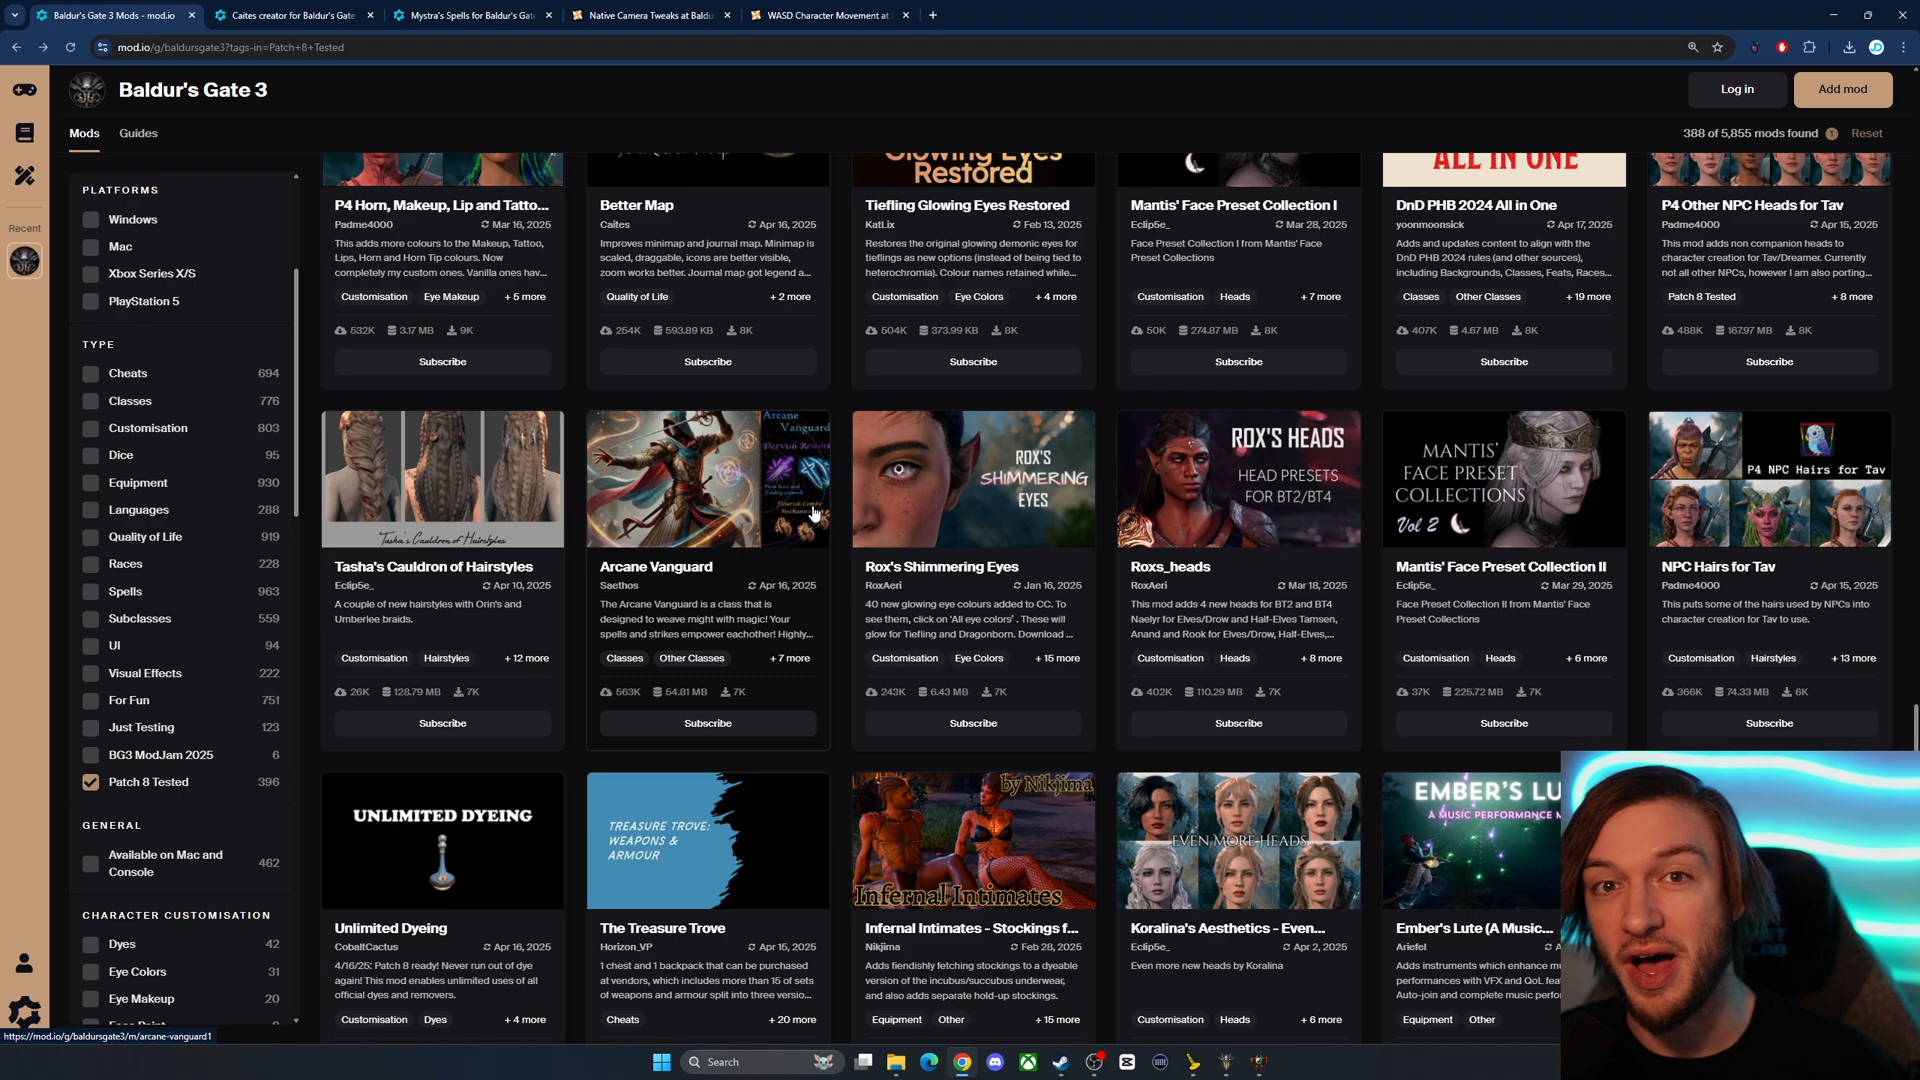 Baldur's Gate 3 Mods - mod.io
Caites creator for Baldur's Gate
Mystra's Spells for Baldur's Gate
Native Camera Tweaks at Baldu
WASD Character Movement at
mod.io/g/baldursgate3?tags-in=Patch+8+Tested
Baldur's Gate 3
Log in
Add mod
Mods
Guides
388 of 5,855 mods found
1
Reset
Recent
PLATFORMS
Windows
Mac
Xbox Series X/S
PlayStation 5
TYPE
Cheats 694
Classes 776
Customisation 803
Dice 95
Equipment 930
Languages 288
Quality of Life 919
Races 228
Spells 963
Subclasses 559
UI 94
Visual Effects 222
For Fun 751
Just Testing 123
BG3 ModJam 2025 6
Patch 8 Tested 396
GENERAL
Available on Mac and
Console
462
CHARACTER CUSTOMISATION
Dyes 42
Eye Colors 31
Eye Makeup 20
https://mod.io/g/baldursgate3/m/arcane-vanguard1
P4 Horn, Makeup, Lip and Tatto...
Padme4000 Mar 16, 2025
This adds more colours to the Makeup, Tattoo,
Lips, Horn and Horn Tip colours. Now
completely my custom ones. Vanilla ones hav...
Customisation Eye Makeup + 5 more
532K 3.17 MB 9K
Subscribe
Better Map
Caites Apr 16, 2025
Improves minimap and journal map. Minimap is
scaled, draggable, icons are better visible,
zoom works better. Journal map got legend a...
Quality of Life + 2 more
254K 593.89 KB 8K
Subscribe
Glowing Eyes
Restored
Tiefling Glowing Eyes Restored
KatLix Feb 13, 2025
Restores the original glowing demonic eyes for
tieflings as new options (instead of being tied to
heterochromia). Colour names retained while...
Customisation Eye Colors + 4 more
504K 373.99 KB 8K
Subscribe
Mantis' Face Preset Collection I
Eclip5e_ Mar 28, 2025
Face Preset Collection I from Mantis' Face
Preset Collections
Customisation Heads + 7 more
50K 274.87 MB 8K
Subscribe
ALL IN ONE
DnD PHB 2024 All in One
yoonmoonsick Apr 17, 2025
Adds and updates content to align with the
DnD PHB 2024 rules (and other sources),
including Backgrounds, Classes, Feats, Races...
Classes Other Classes + 19 more
407K 4.67 MB 8K
Subscribe
P4 Other NPC Heads for Tav
Padme4000 Apr 15, 2025
This mod adds non companion heads to
character creation for Tav/Dreamer. Currently
not all other NPCs, however I am also porting...
Patch 8 Tested + 8 more
488K 167.97 MB 8K
Subscribe
Tasha's Cauldron of Hairstyles
Tasha's Cauldron of Hairstyles
Eclip5e_ Apr 10, 2025
A couple of new hairstyles with Orin's and
Umberlee braids.
Customisation Hairstyles + 12 more
26K 128.79 MB 7K
Subscribe
Arcane
Vanguard
Dervish Rework
Arcane Vanguard
Saethos Apr 16, 2025
The Arcane Vanguard is a class that is
designed to weave might with magic! Your
spells and strikes empower eachother! Highly...
Classes Other Classes + 7 more
563K 54.81 MB 7K
Subscribe
ROX'S
SHIMMERING
EYES
Rox's Shimmering Eyes
RoxAeri Jan 16, 2025
40 new glowing eye colours added to CC. To
see them, click on 'All eye colors' . These will
glow for Tiefling and Dragonborn. Download ...
Customisation Eye Colors + 15 more
243K 6.43 MB 7K
Subscribe
ROX'S HEADS
HEAD PRESETS
FOR BT2/BT4
Roxs_heads
RoxAeri Mar 18, 2025
This mod adds 4 new heads for BT2 and BT4
Naelyr for Elves/Drow and Half-Elves Tamsen,
Anand and Rook for Elves/Drow, Half-Elves,...
Customisation Heads + 8 more
402K 110.29 MB 7K
Subscribe
MANTIS'
FACE PRESET
COLLECTIONS
Vol 2
Mantis' Face Preset Collection II
Eclip5e_ Mar 29, 2025
Face Preset Collection II from Mantis' Face
Preset Collections
Customisation Heads + 6 more
37K 225.72 MB 7K
Subscribe
P4 NPC Hairs for Tav
NPC Hairs for Tav
Padme4000 Apr 15, 2025
This puts some of the hairs used by NPCs into
character creation for Tav to use.
Customisation Hairstyles + 13 more
366K 74.33 MB 6K
Subscribe
UNLIMITED DYEING
Unlimited Dyeing
CobaltCactus Apr 16, 2025
4/16/25: Patch 8 ready! Never run out of dye
again! This mod enables unlimited uses of all
official dyes and removers.
Customisation Dyes + 4 more
TREASURE TROVE:
WEAPONS &
ARMOUR
The Treasure Trove
Horizon_VP Apr 15, 2025
1 chest and 1 backpack that can be purchased
at vendors, which includes more than 15 of sets
of weapons and armour split into three versio...
Cheats + 20 more
by Nikjima
Infernal Intimates
Infernal Intimates - Stockings f...
Nikjima Feb 28, 2025
Adds fiendishly fetching stockings to a dyeable
version of the incubus/succubus underwear,
and also adds separate hold-up stockings.
Equipment Other + 15 more
EVEN MORE HEADS
Koralina's Aesthetics - Even...
Eclip5e_ Apr 2, 2025
Even more new heads by Koralina
Customisation Heads + 6 more
EMBER'S LU
A MUSIC PERFORMANCE M
Ember's Lute (A Music...
Ariefel A
Adds instruments which enhance m
performances with VFX and QoL fea
Auto-join and complete music perfo
Equipment Other
Search